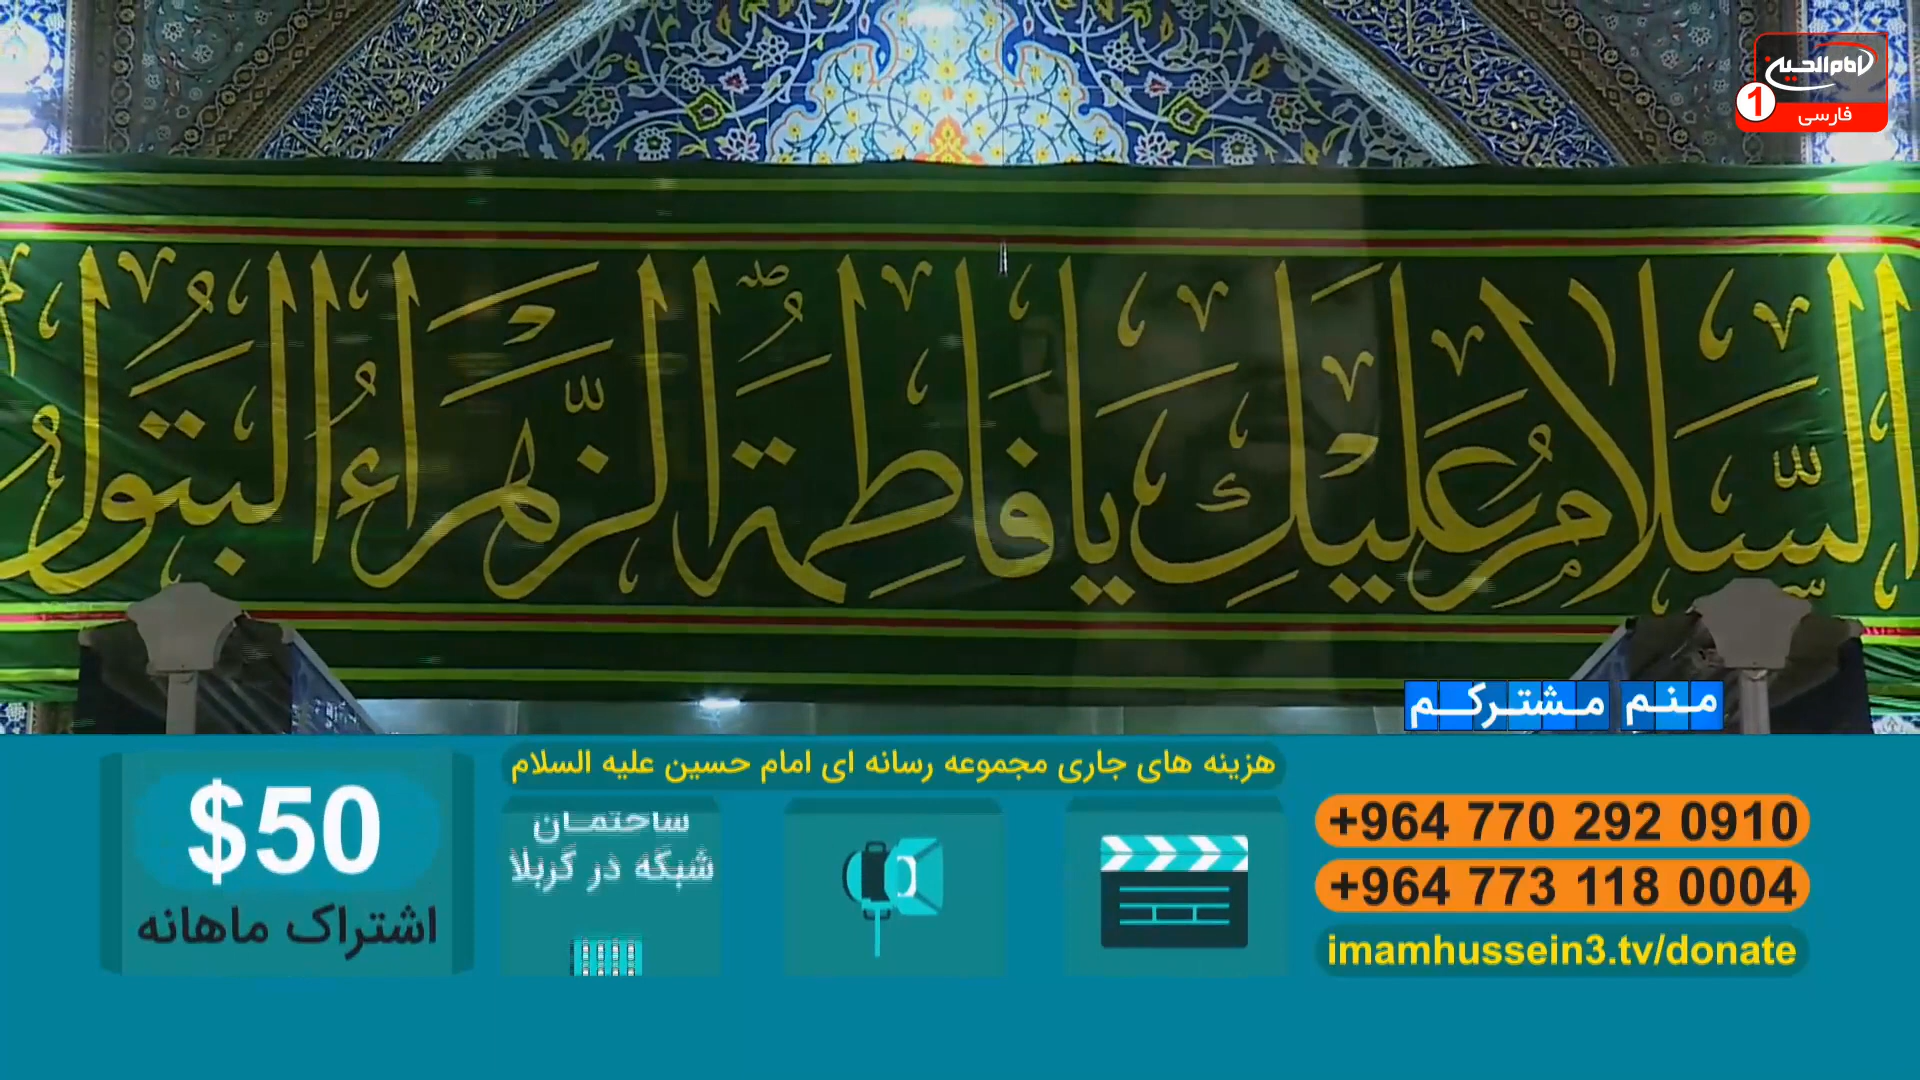 امام الحسین
1
فارسی
السلام علیك یا فاطمة الزهراء البتول
منم مشترکم
هزینه های جاری مجموعه رسانه ای امام حسین علیه السلام
$50
اشتراک ماهانه
ساختمان
شبکه در کربلا
+964 770 292 0910
+964 773 118 0004
imamhussein3.tv/donate